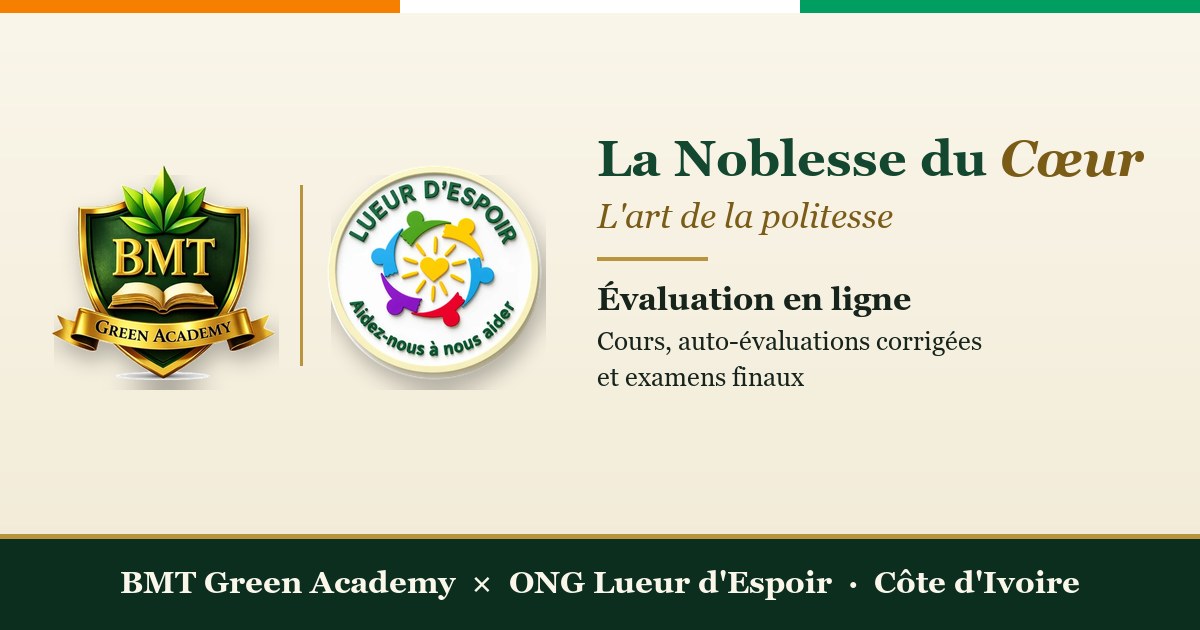 BMT
GREEN ACADEMY
LUEUR D'ESPOIR
Aidez-nous à nous aider
La Noblesse du Cœur
L'art de la politesse
Évaluation en ligne
Cours, auto-évaluations corrigées
et examens finaux
BMT Green Academy × ONG Lueur d'Espoir · Côte d'Ivoire